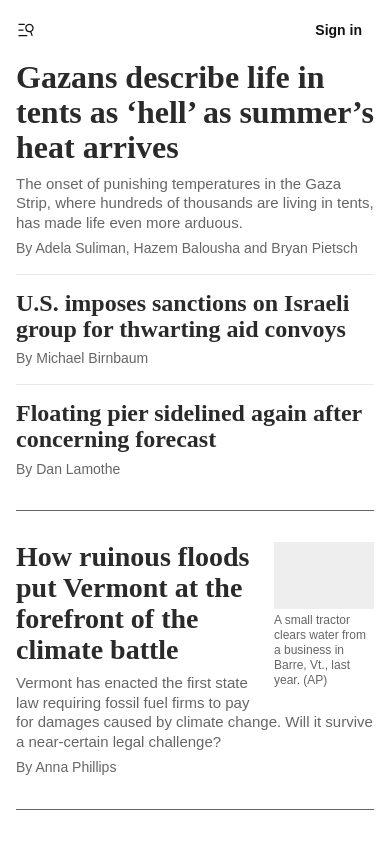 Sign in
Gazans describe life in
tents as ‘hell’ as summer’s
heat arrives
The onset of punishing temperatures in the Gaza
Strip, where hundreds of thousands are living in tents,
has made life even more arduous.
By Adela Suliman, Hazem Balousha and Bryan Pietsch
U.S. imposes sanctions on Israeli
group for thwarting aid convoys
By Michael Birnbaum
Floating pier sidelined again after
concerning forecast
By Dan Lamothe
How ruinous floods
put Vermont at the
forefront of the
climate battle
A small tractor
clears water from
a business in
Barre, Vt., last
year. (AP)
Vermont has enacted the first state
law requiring fossil fuel firms to pay
for damages caused by climate change. Will it survive
a near-certain legal challenge?
By Anna Phillips